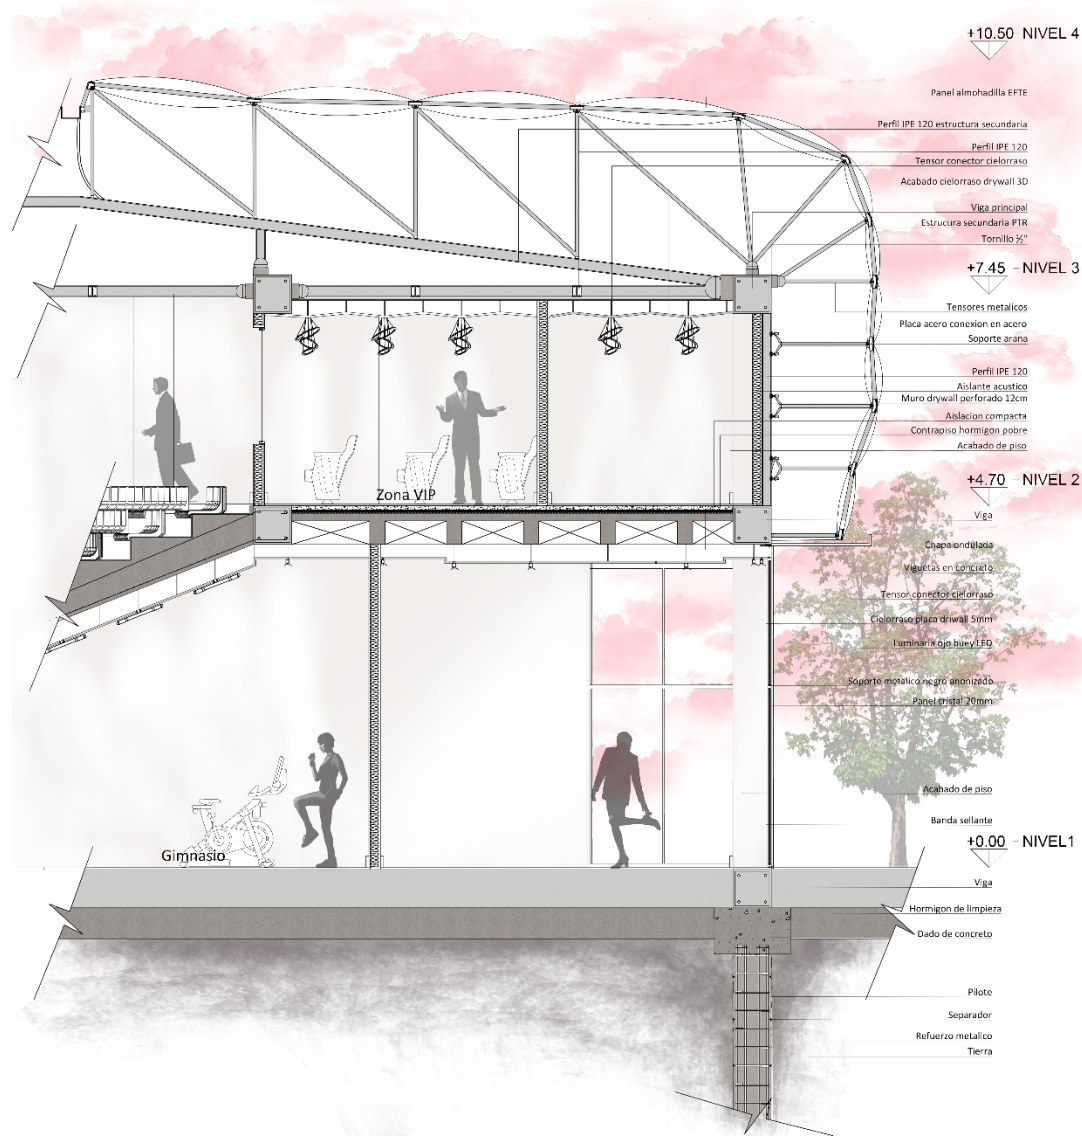 +10.50 NIVEL 4
Panel almohadilla EFTE
Perfil IPE 120 estructura secundaria
Perfil IPE 120
Tensor conector cielorraso
Acabado cielorraso drywall 3D
Viga principal
Estrucura secundaria PTR
Tornillo ½"
+7.45 – NIVEL 3
Tensores metalicos
Placa acero conexion en acero
Soporte arana
Perfil IPE 120
Aislante acustico
Muro drywall perforado 12cm
Aislacion compacta
Contrapiso hormigon pobre
Acabado de piso
+4.70 – NIVEL 2
Zona VIP
Viga
Chapa ondulada
Viguetas en concreto
Tensor conector cielorraso
Cielorraso placa driwall 5mm
Luminaria ojo buey LED
Soporte metalico negro anonizado
Panel cristal 20mm
Acabado de piso
Banda sellante
+0.00 – NIVEL1
Gimnasio
Viga
Hormigon de limpieza
Dado de concreto
Pilote
Separador
Refuerzo metalico
Tierra